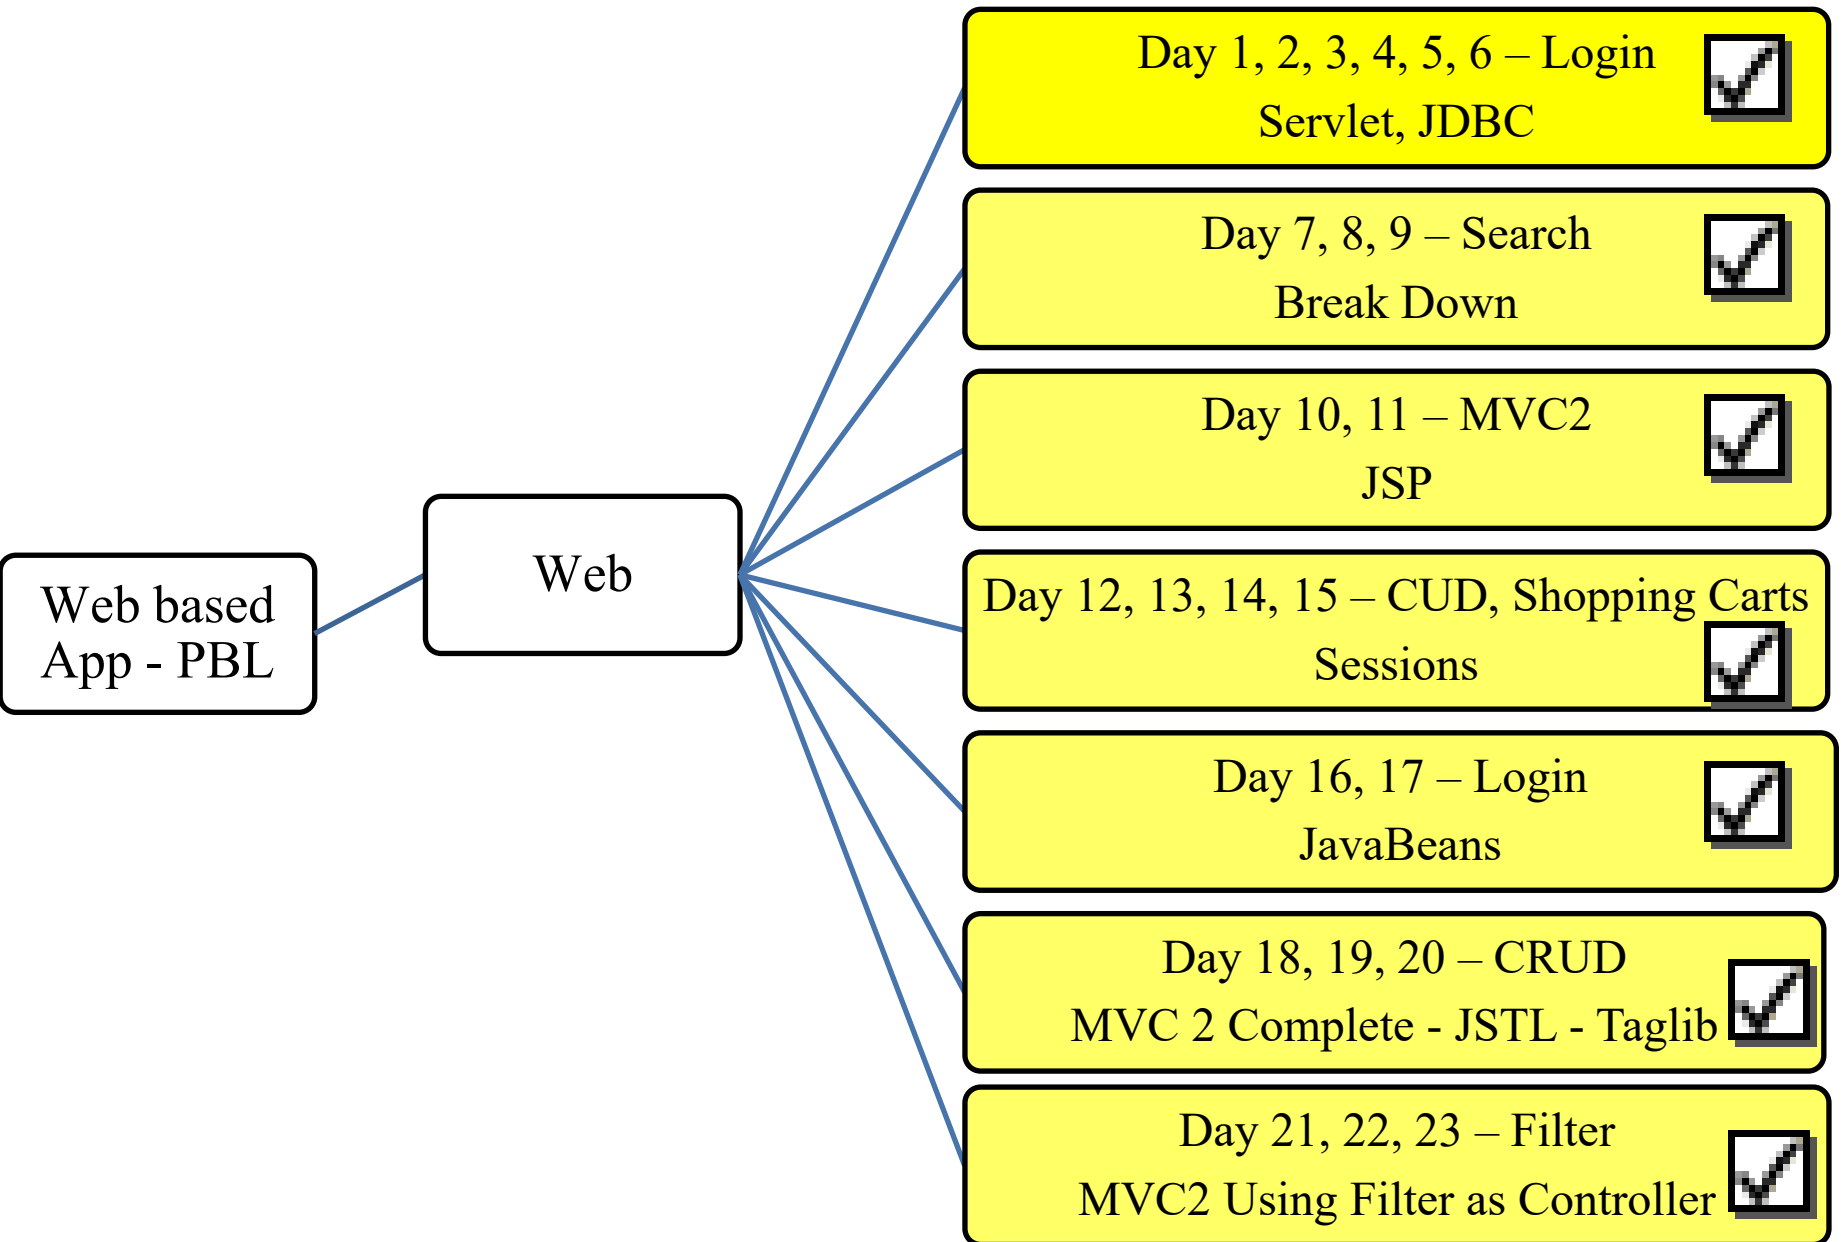 Web based
App - PBL
Web
Day 1, 2, 3, 4, 5, 6 – Login
Servlet, JDBC
Day 7, 8, 9 – Search
Break Down
Day 10, 11 – MVC2
JSP
Day 12, 13, 14, 15 – CUD, Shopping Carts
Sessions
Day 16, 17 – Login
JavaBeans
Day 18, 19, 20 – CRUD
MVC 2 Complete - JSTL - Taglib
Day 21, 22, 23 – Filter
MVC2 Using Filter as Controller